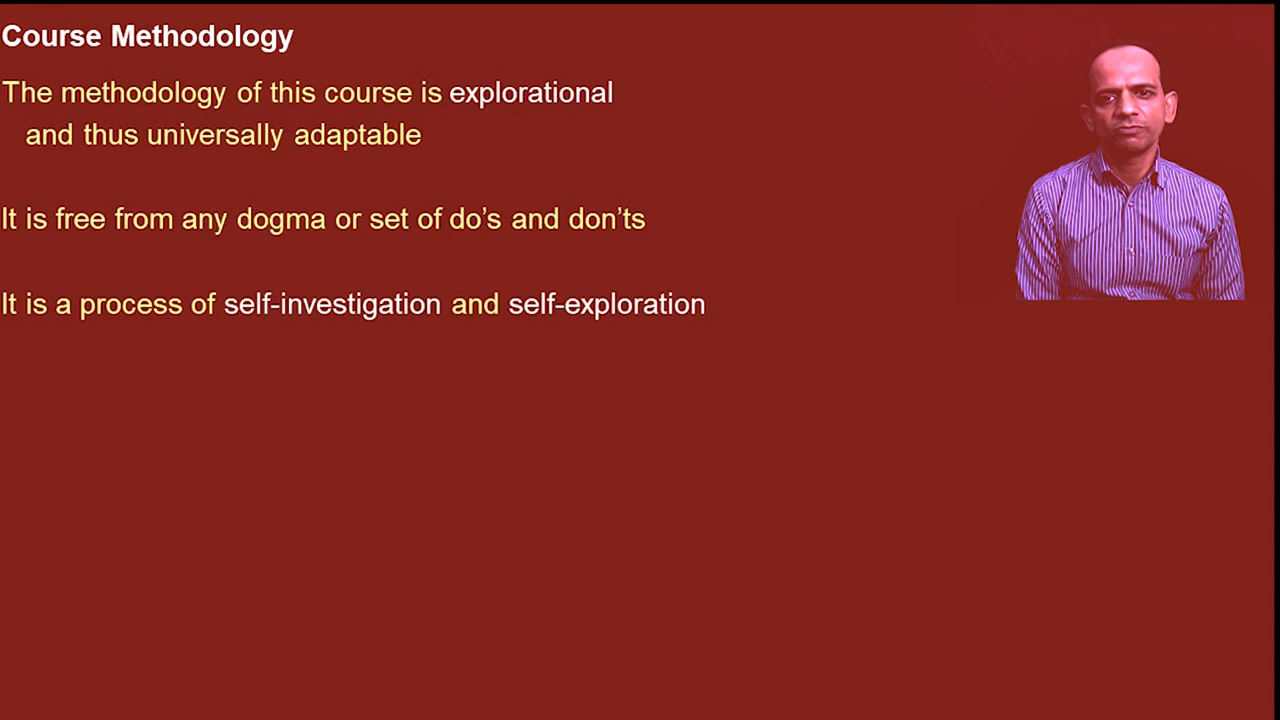 Course Methodology
The methodology of this course is explorational
and thus universally adaptable
It is free from any dogma or set of do’s and don’ts
It is a process of self-investigation and self-exploration